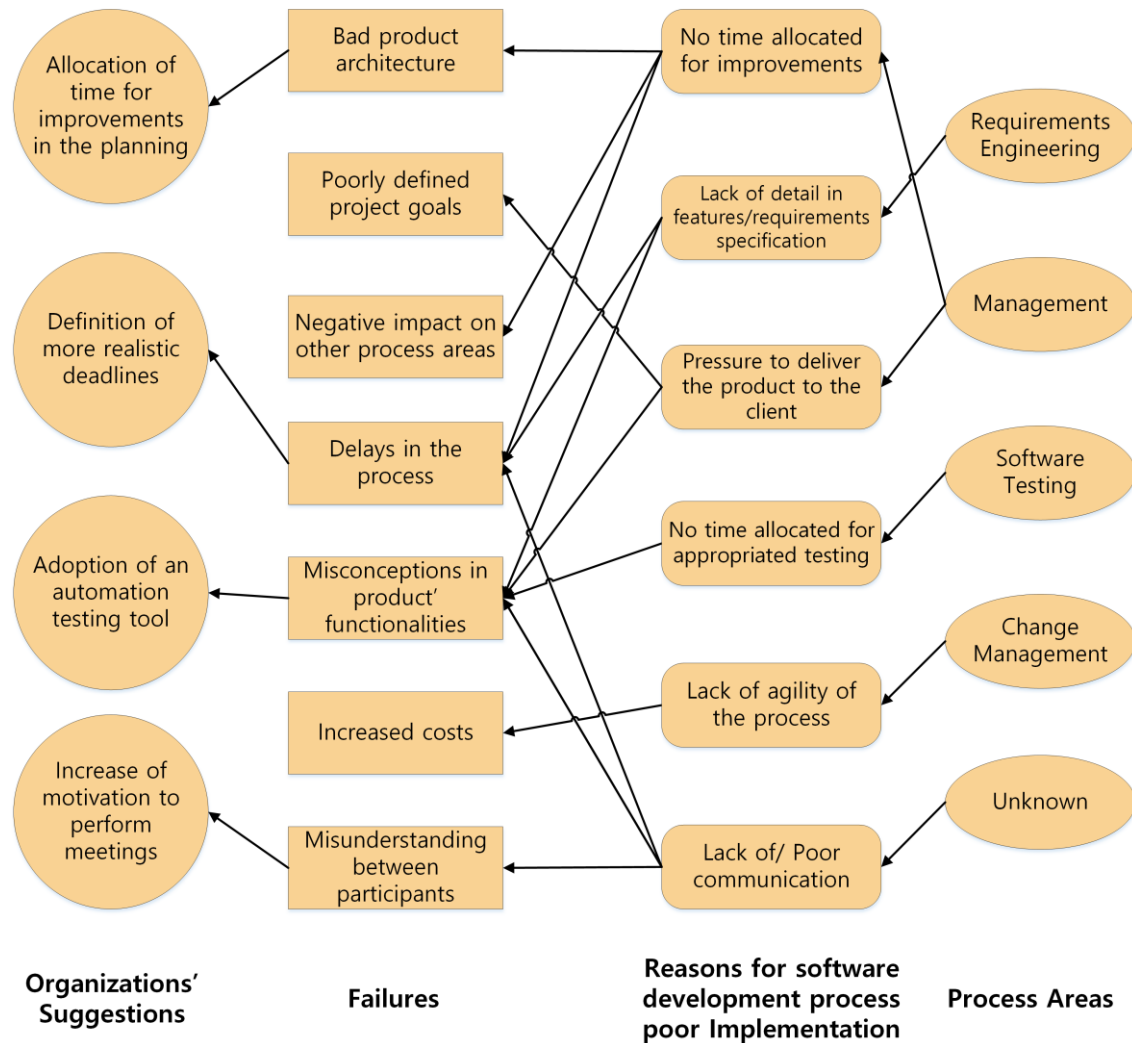 Allocation of
time for
improvements
in the planning
Definition of
more realistic
deadlines
Adoption of an
automation
testing tool
Increase of
motivation to
perform
meetings
Organizations'
Suggestions
Bad product
architecture
Poorly defined
project goals
Negative impact on
other process areas
Delays in the
process
Misconceptions in
product'
functionalities
Increased costs
Misunderstanding
between
participants
Failures
No time allocated
for improvements
Lack of detail in
features/requirements
specification
Pressure to deliver
the product to the
client
No time allocated for
appropriated testing
Lack of agility of
the process
Lack of/ Poor
communication
Reasons for software
development process
poor Implementation
Requirements
Engineering
Management
Software
Testing
Change
Management
Unknown
Process Areas